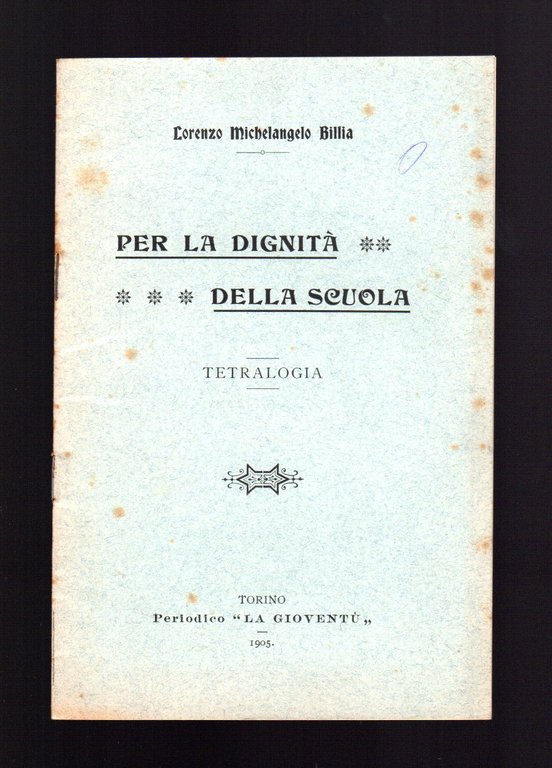 Lorenzo Michelangelo Billia
PER LA DIGNITÀ
DELLA SCUOLA
TETRALOGIA
TORINO
Periodico “LA GIOVENTÙ„
1905.